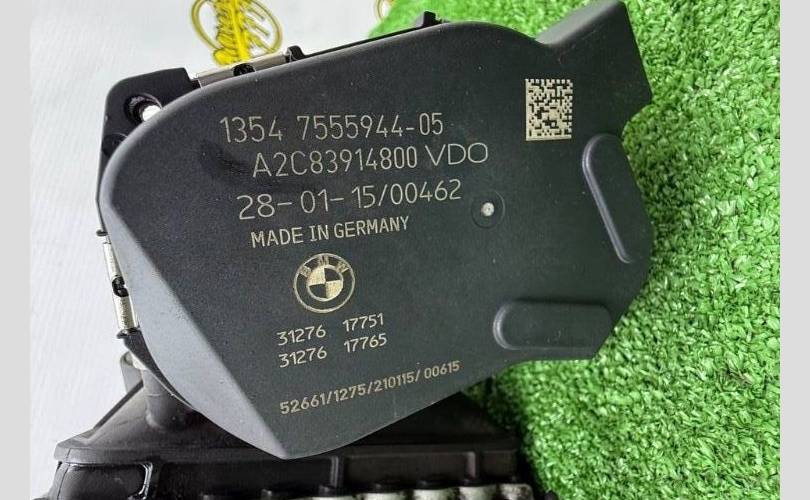 1354 7555944-05
A2C83914800 VDO
28-01-15/00462
MADE IN GERMANY
BMW
31276 17751
31276 17765
52661/1275/210115/00615